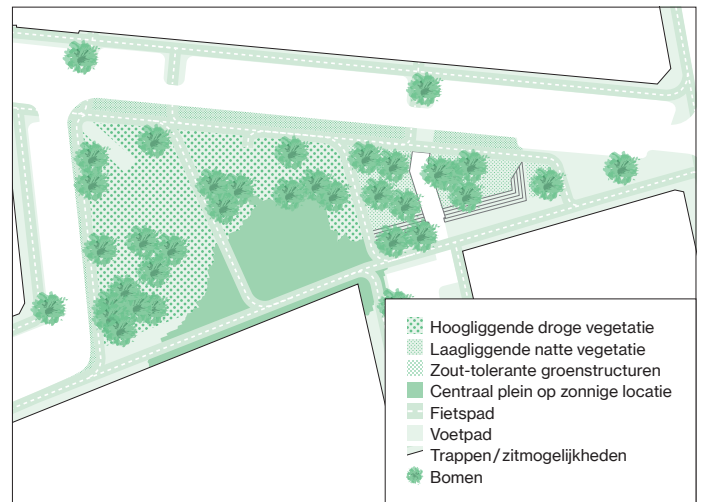 Hoogliggende droge vegetatie
Laagliggende natte vegetatie
Zout-tolerante groenstructuren
Centraal plein op zonnige locatie
Fietspad
Voetpad
Trappen/zitmogelijkheden
Bomen